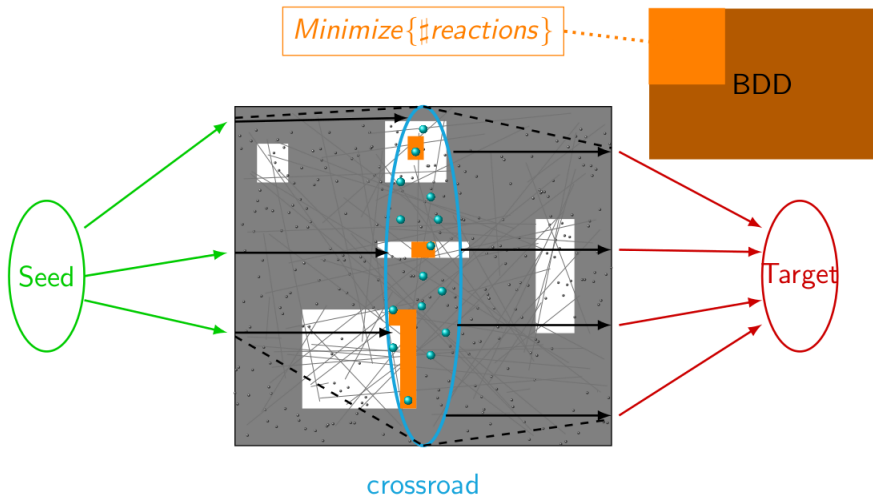 Minimize{♯reactions}
BDD
Seed
Target
crossroad